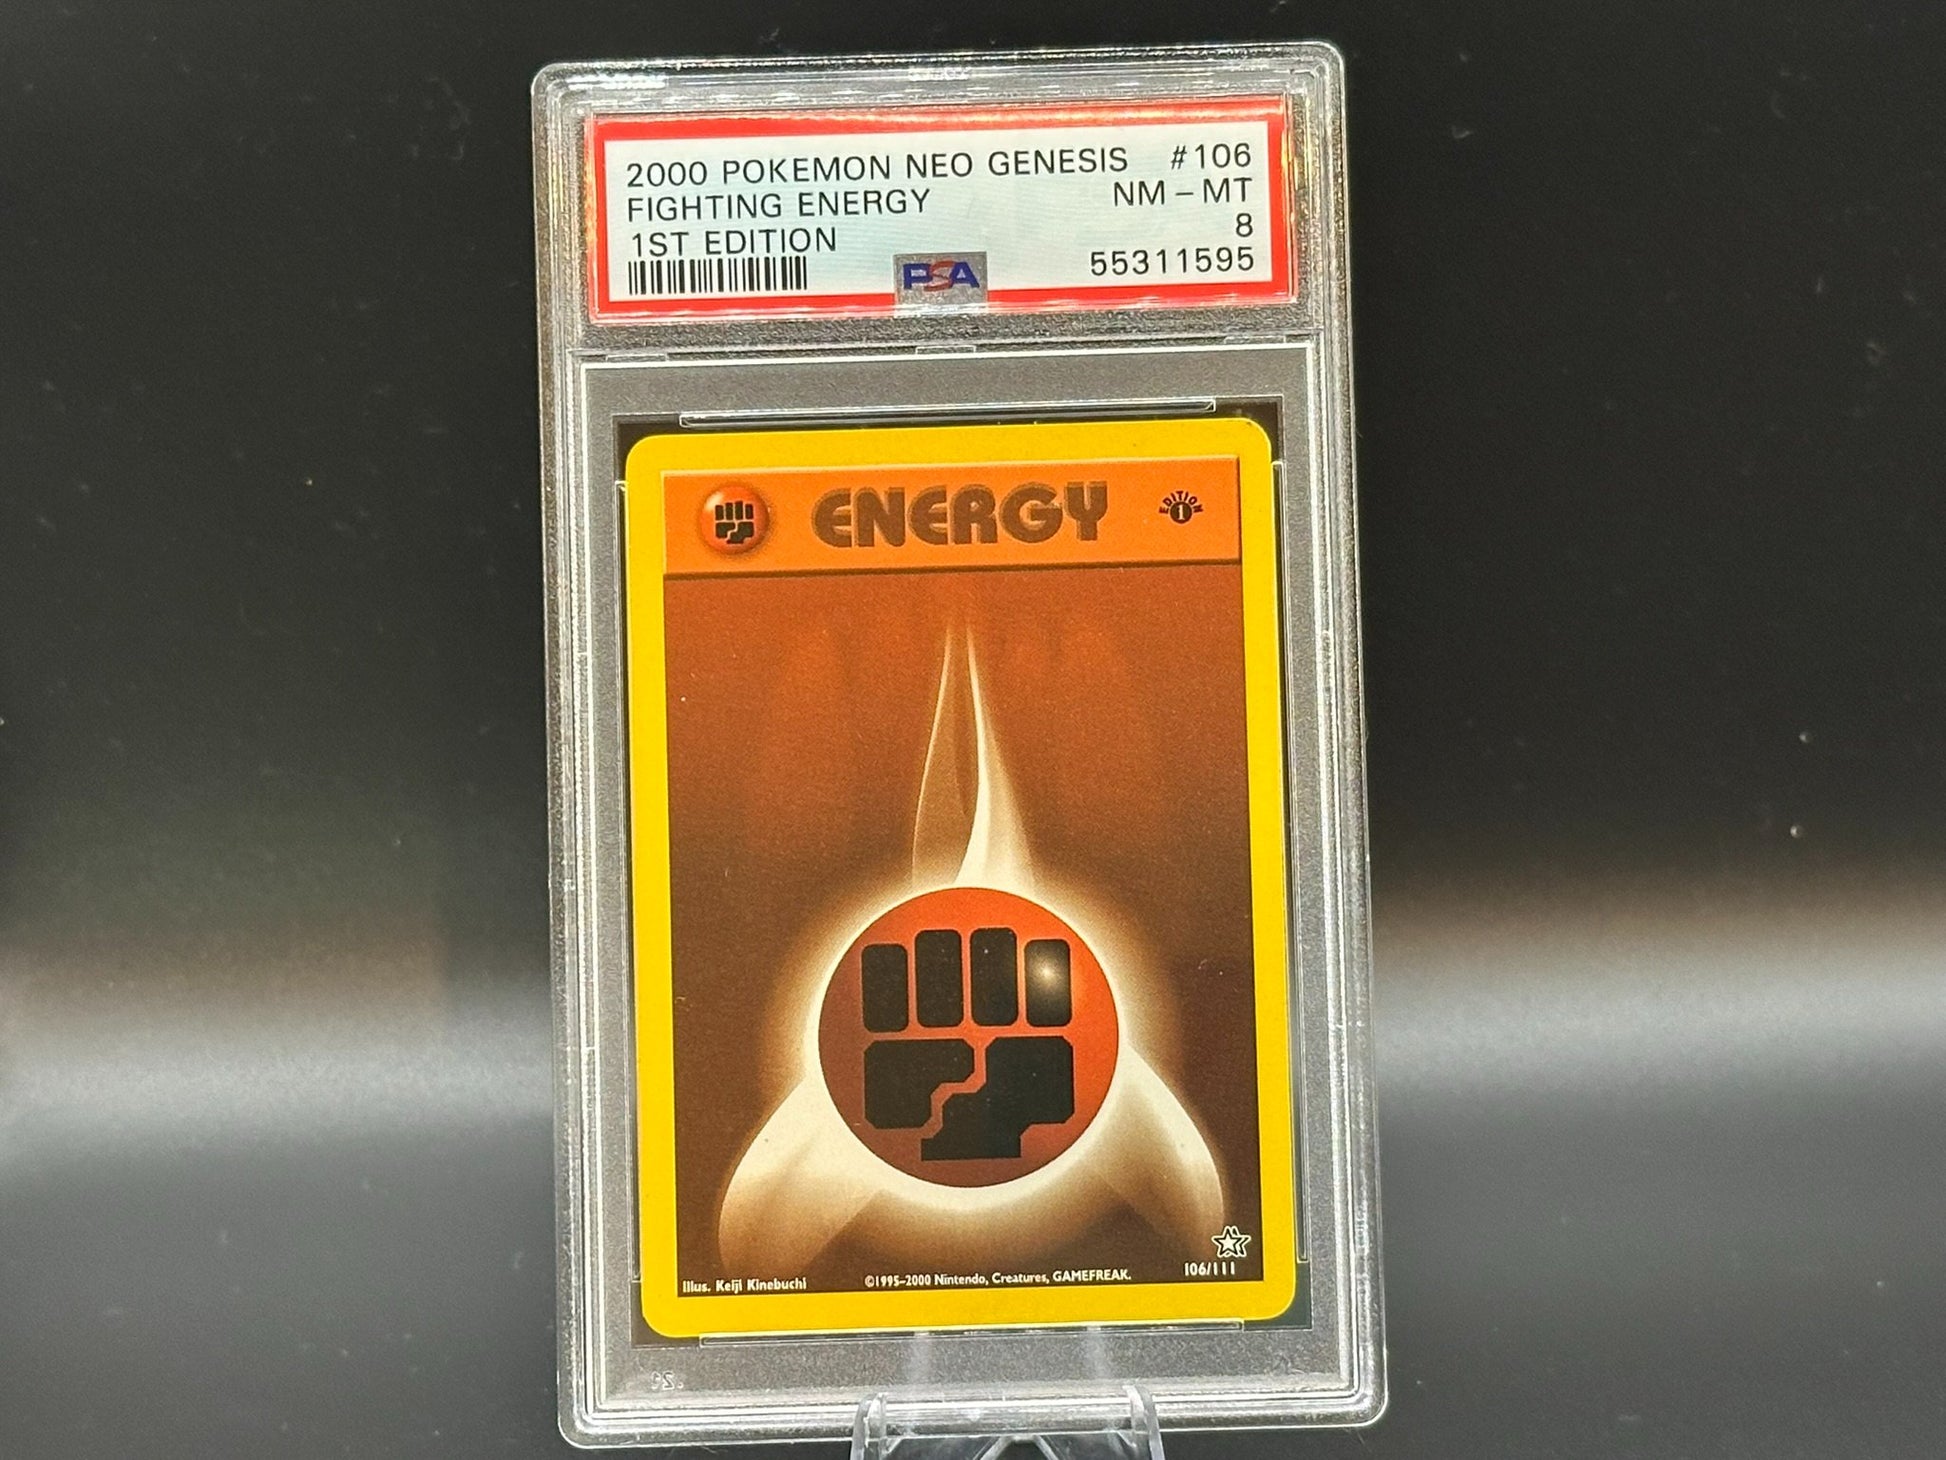 2000 POKEMON NEO GENESIS #106
FIGHTING ENERGY NM - MT
1ST EDITION 8
PSA 55311595
ENERGY
EDITION
1
106/111
Illus. Keiji Kinebuchi ©1995-2000 Nintendo, Creatures, GAMEFREAK.